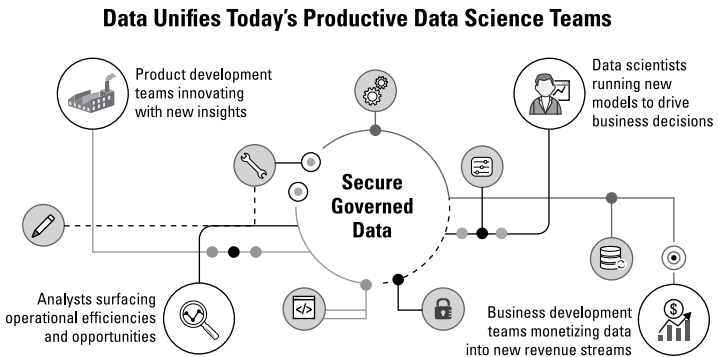 Data Unifies Today's Productive Data Science Teams
Product development
teams innovating
with new insights
Data scientists
running new
models to drive
business decisions
Secure
Governed
Data
Analysts surfacing
operational efficiencies
and opportunities
</>
Business development
teams monetizing data
into new revenue streams
$